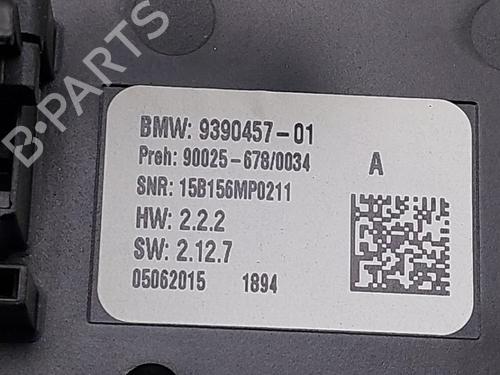 BMW: 9390457-01
Preh: 90025-678/0034
A
SNR: 15B156MP0211
HW: 2.2.2
SW: 2.12.7
05062015 1894
B-PARTS